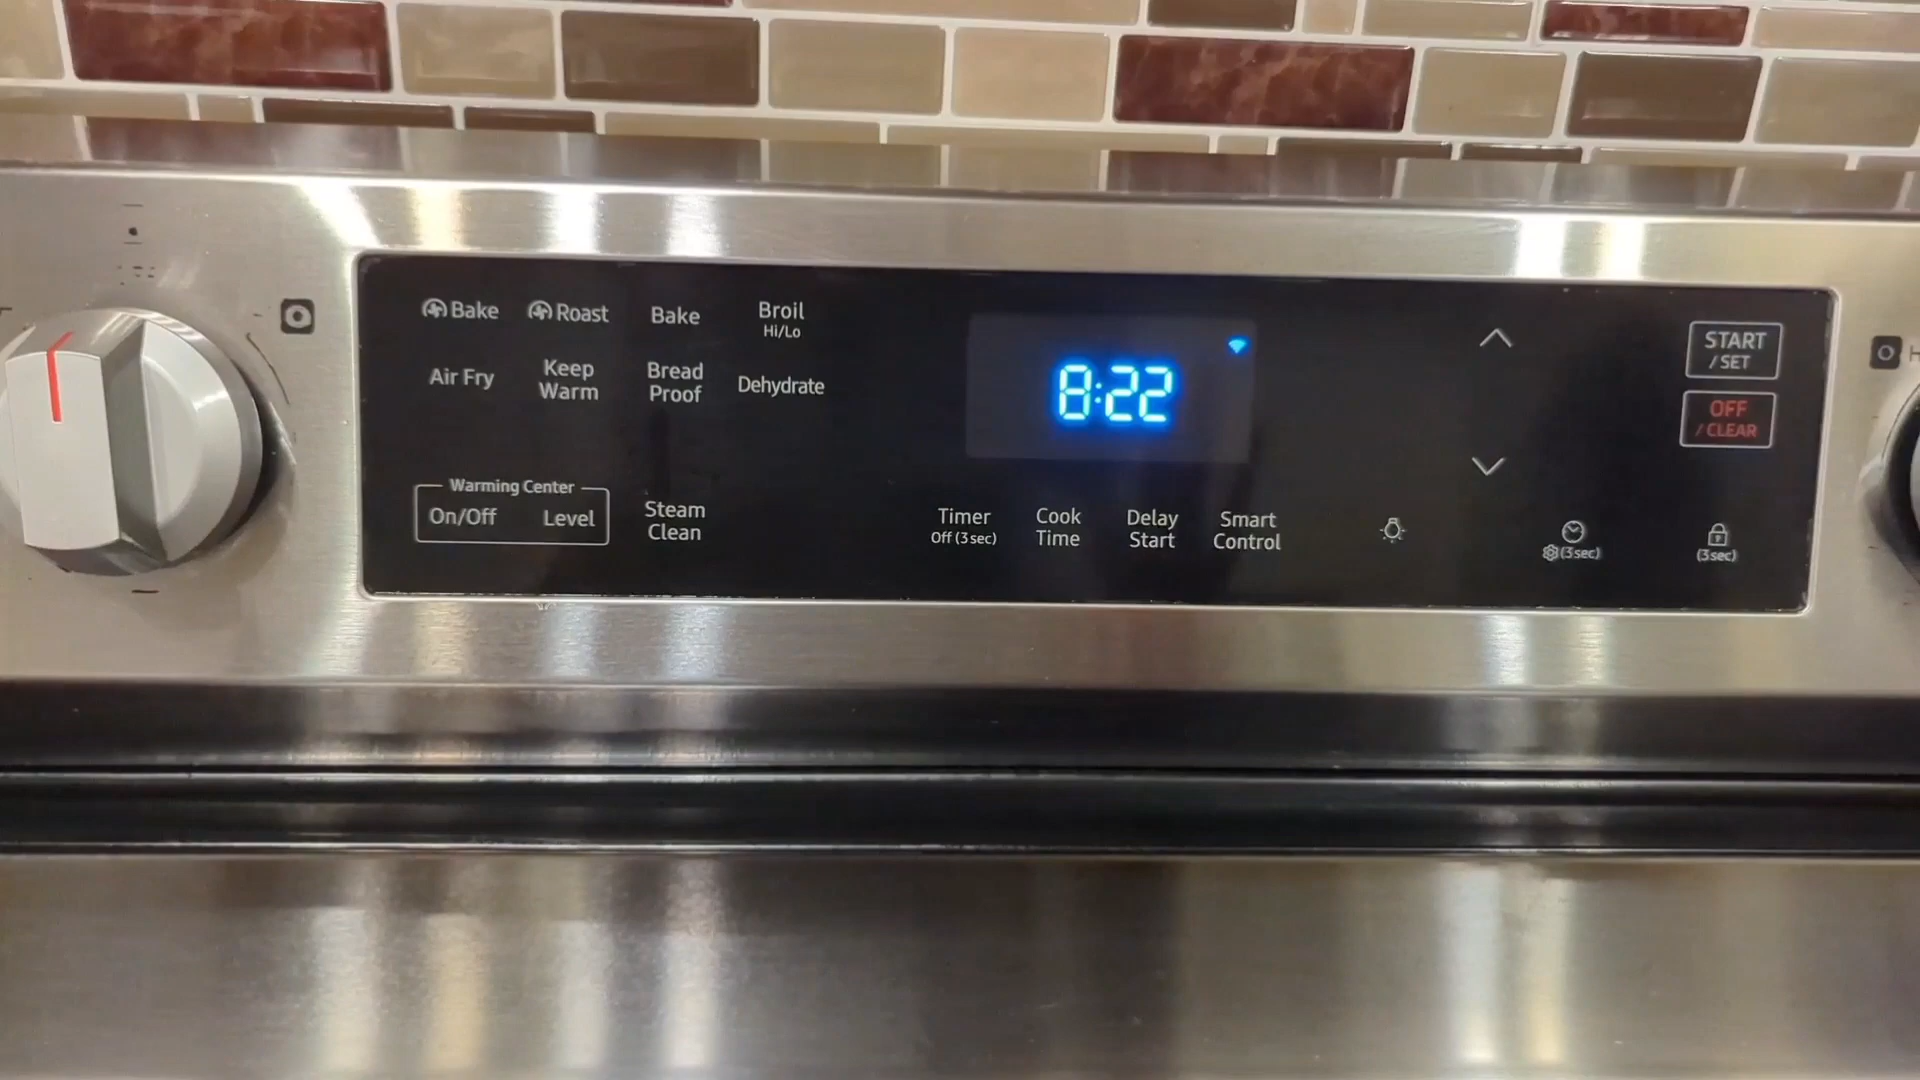 Bake
Roast
Bake
Broil
Hi/Lo
Air Fry
Keep
Warm
Bread
Proof
Dehydrate
Warming Center
On/Off
Level
Steam
Clean
8:22
Timer
Off (3 sec)
Cook
Time
Delay
Start
Smart
Control
(3 sec)
(3 sec)
START
/ SET
OFF
/ CLEAR